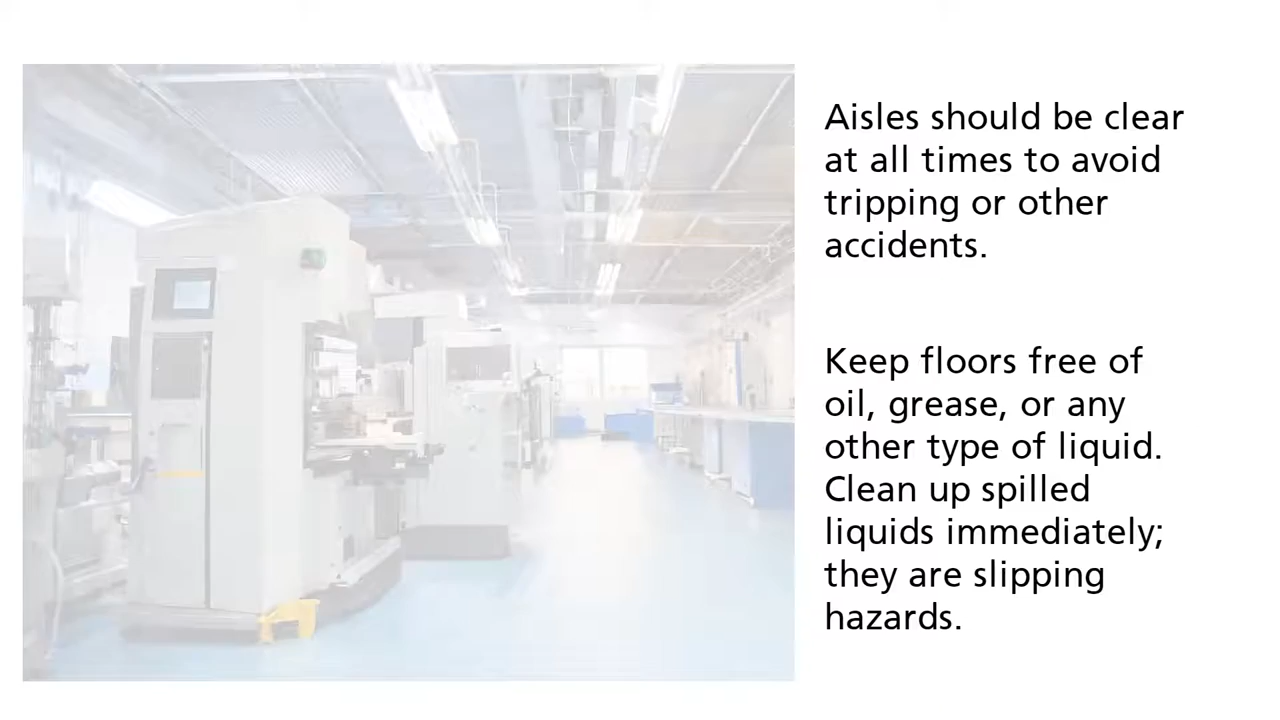 Aisles should be clear
at all times to avoid
tripping or other
accidents.
Keep floors free of
oil, grease, or any
other type of liquid.
Clean up spilled
liquids immediately;
they are slipping
hazards.